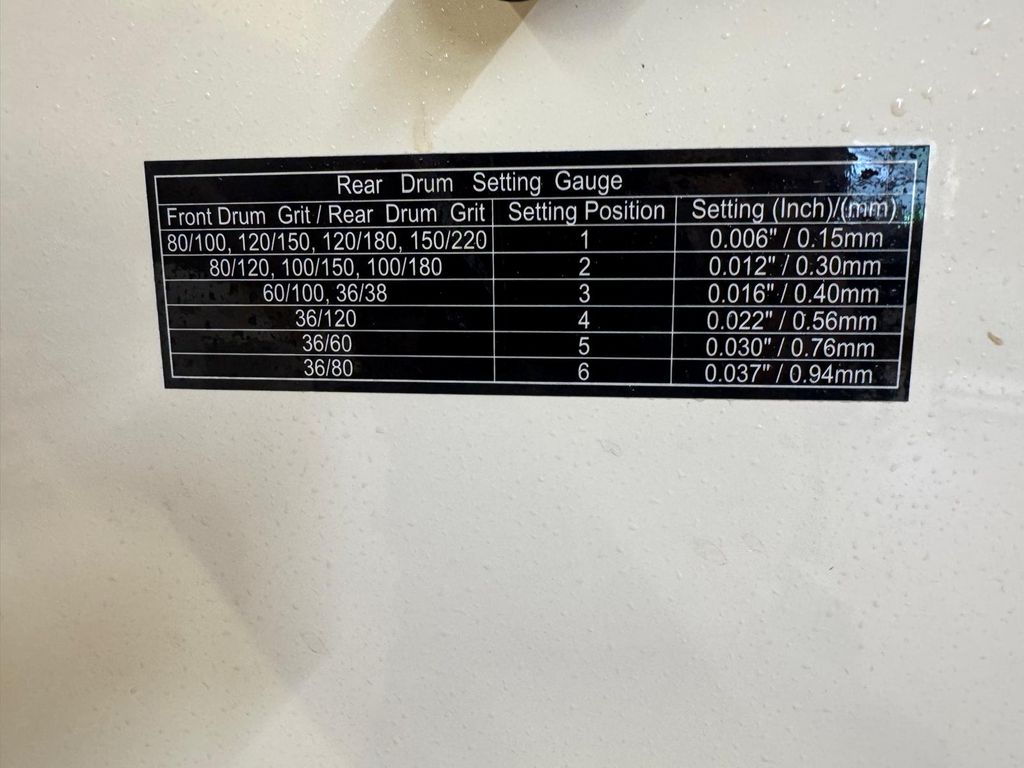 Rear Drum Setting Gauge
Front Drum Grit / Rear Drum Grit Setting Position Setting (Inch)/(mm)
80/100, 120/150, 120/180, 150/220 1 0.006" / 0.15mm
80/120, 100/150, 100/180 2 0.012" / 0.30mm
60/100, 36/38 3 0.016" / 0.40mm
36/120 4 0.022" / 0.56mm
36/60 5 0.030" / 0.76mm
36/80 6 0.037" / 0.94mm